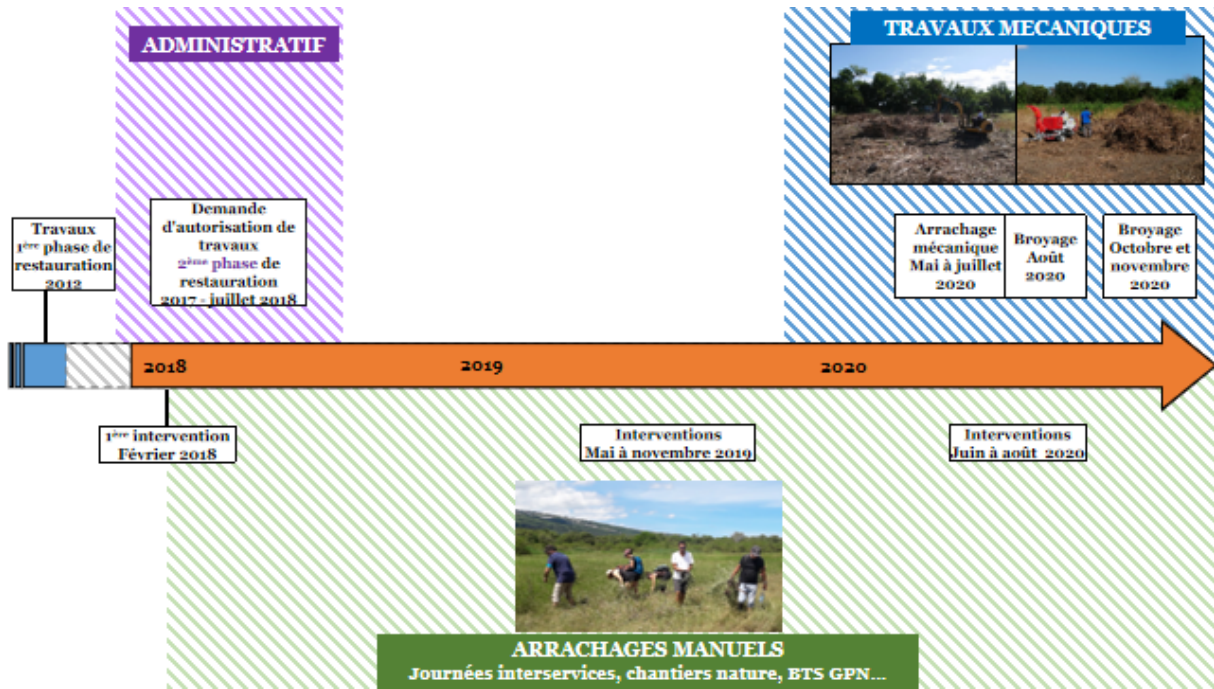 ADMINISTRATIF
TRAVAUX MECANIQUES
Travaux
1ère phase de
restauration
2012
Demande
d'autorisation de
travaux
2ème phase de
restauration
2017 - juillet 2018
Arrachage
mécanique
Mai à juillet
2020
Broyage
Août
2020
Broyage
Octobre et
novembre
2020
2018
2019
2020
1ère intervention
Février 2018
Interventions
Mai à novembre 2019
Interventions
Juin à août 2020
ARRACHAGES MANUELS
Journées interservices, chantiers nature, BTS GPN...